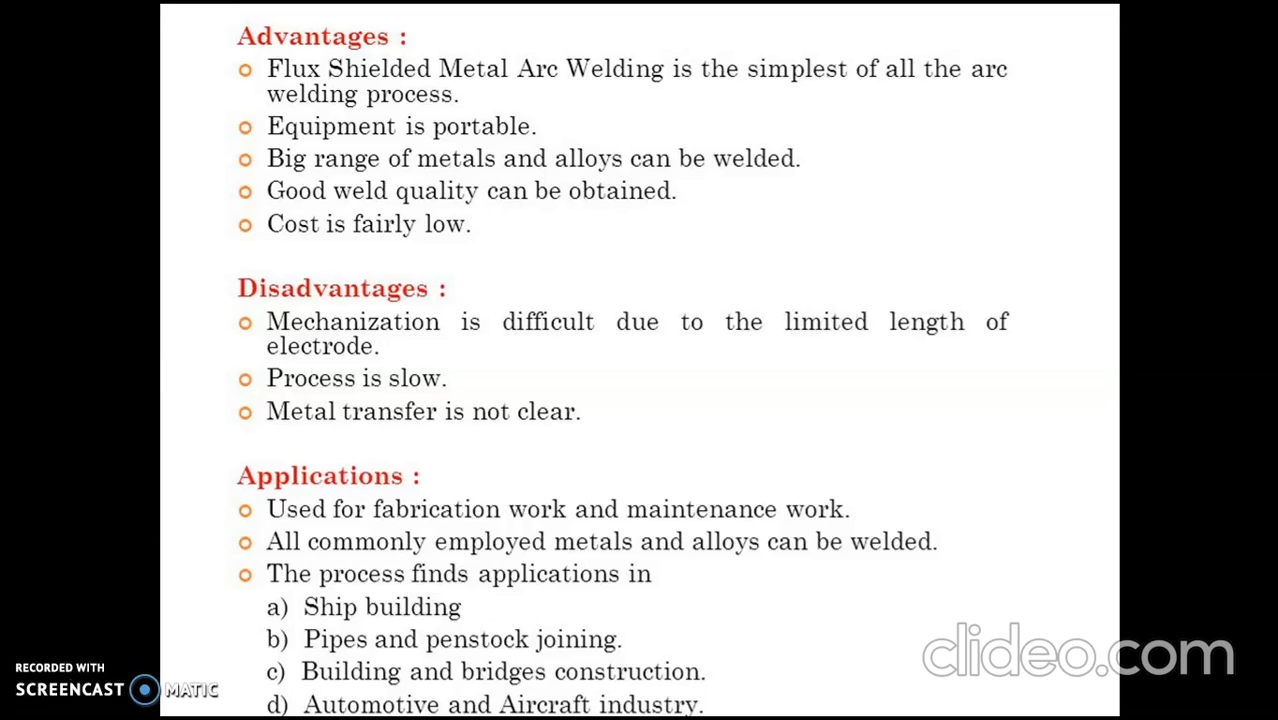 Advantages :
Flux Shielded Metal Arc Welding is the simplest of all the arc
welding process.
Equipment is portable.
Big range of metals and alloys can be welded.
Good weld quality can be obtained.
Cost is fairly low.
Disadvantages :
Mechanization is difficult due to the limited length of
electrode.
Process is slow.
Metal transfer is not clear.
Applications :
Used for fabrication work and maintenance work.
All commonly employed metals and alloys can be welded.
The process finds applications in
a) Ship building
b) Pipes and penstock joining.
c) Building and bridges construction.
d) Automotive and Aircraft industry.
clideo.com
RECORDED WITH
SCREENCAST MATIC